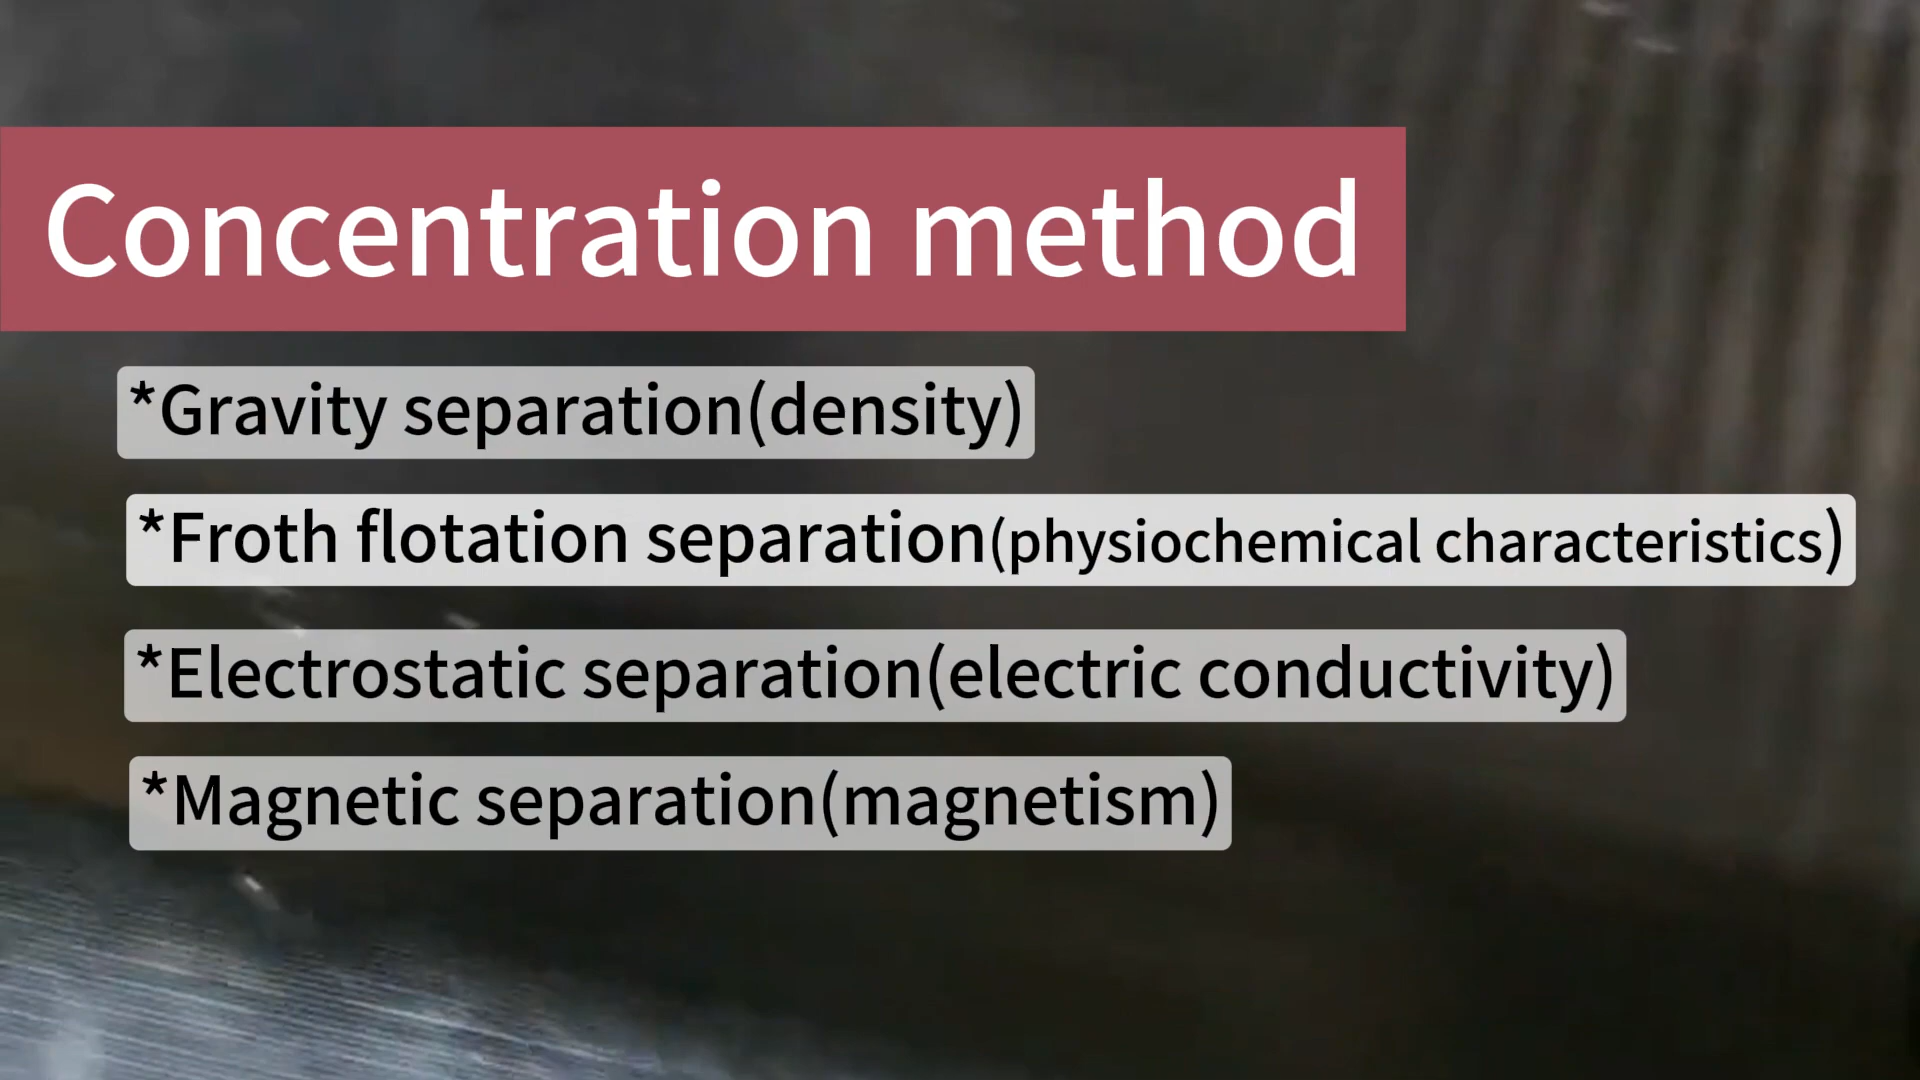 Concentration method
*Gravity separation(density)
*Froth flotation separation(physiochemical characteristics)
*Electrostatic separation(electric conductivity)
*Magnetic separation(magnetism)